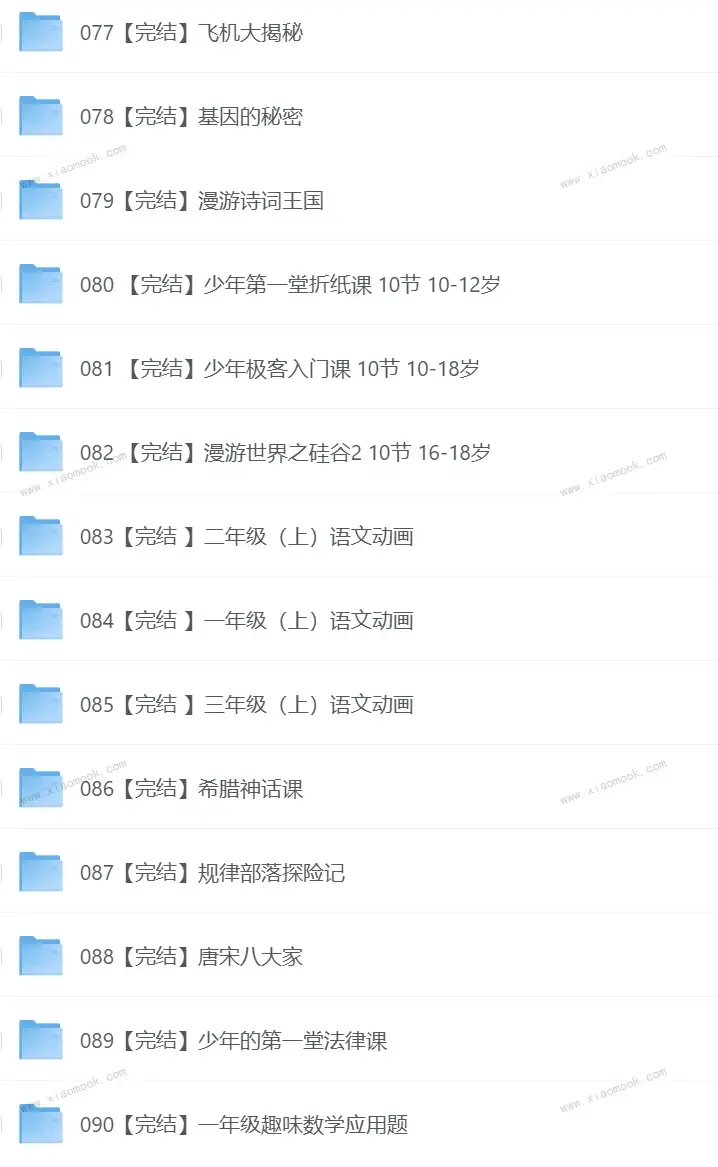 077【完结】飞机大揭秘
078【完结】基因的秘密
www.xiaomook.com
www.xiaomook.com
079【完结】漫游诗词王国
080 【完结】少年第一堂折纸课 10节 10-12岁
081 【完结】少年极客入门课 10节 10-18岁
082 【完结】漫游世界之硅谷2 10节 16-18岁
www.xiaomook.com
www.xiaomook.com
083【完结 】二年级（上）语文动画
084【完结 】一年级（上）语文动画
085【完结 】三年级（上）语文动画
www.xiaomook.com
www.xiaomook.com
086【完结】希腊神话课
087【完结】规律部落探险记
088【完结】唐宋八大家
089【完结】少年的第一堂法律课
www.xiaomook.com
www.xiaomook.com
090【完结】一年级趣味数学应用题